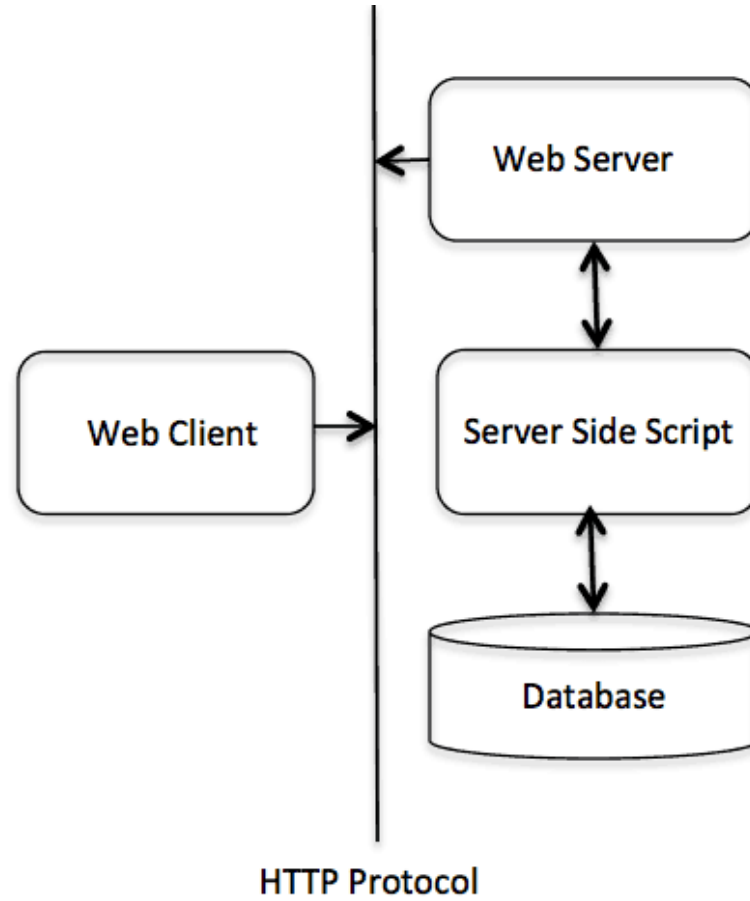 Web Server
Web Client
Server Side Script
Database
HTTP Protocol